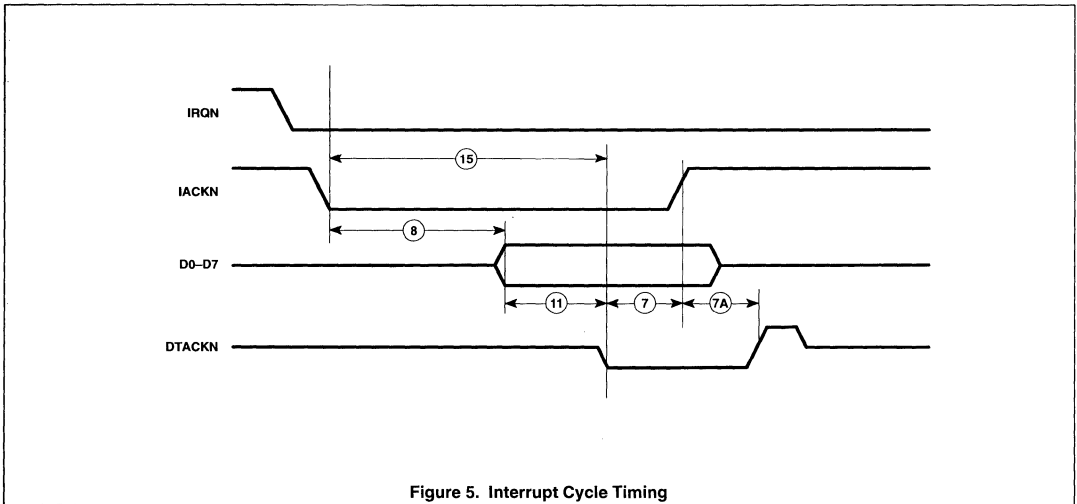 IRQN
15
IACKN
8
D0–D7
11
7
7A
DTACKN
Figure 5. Interrupt Cycle Timing